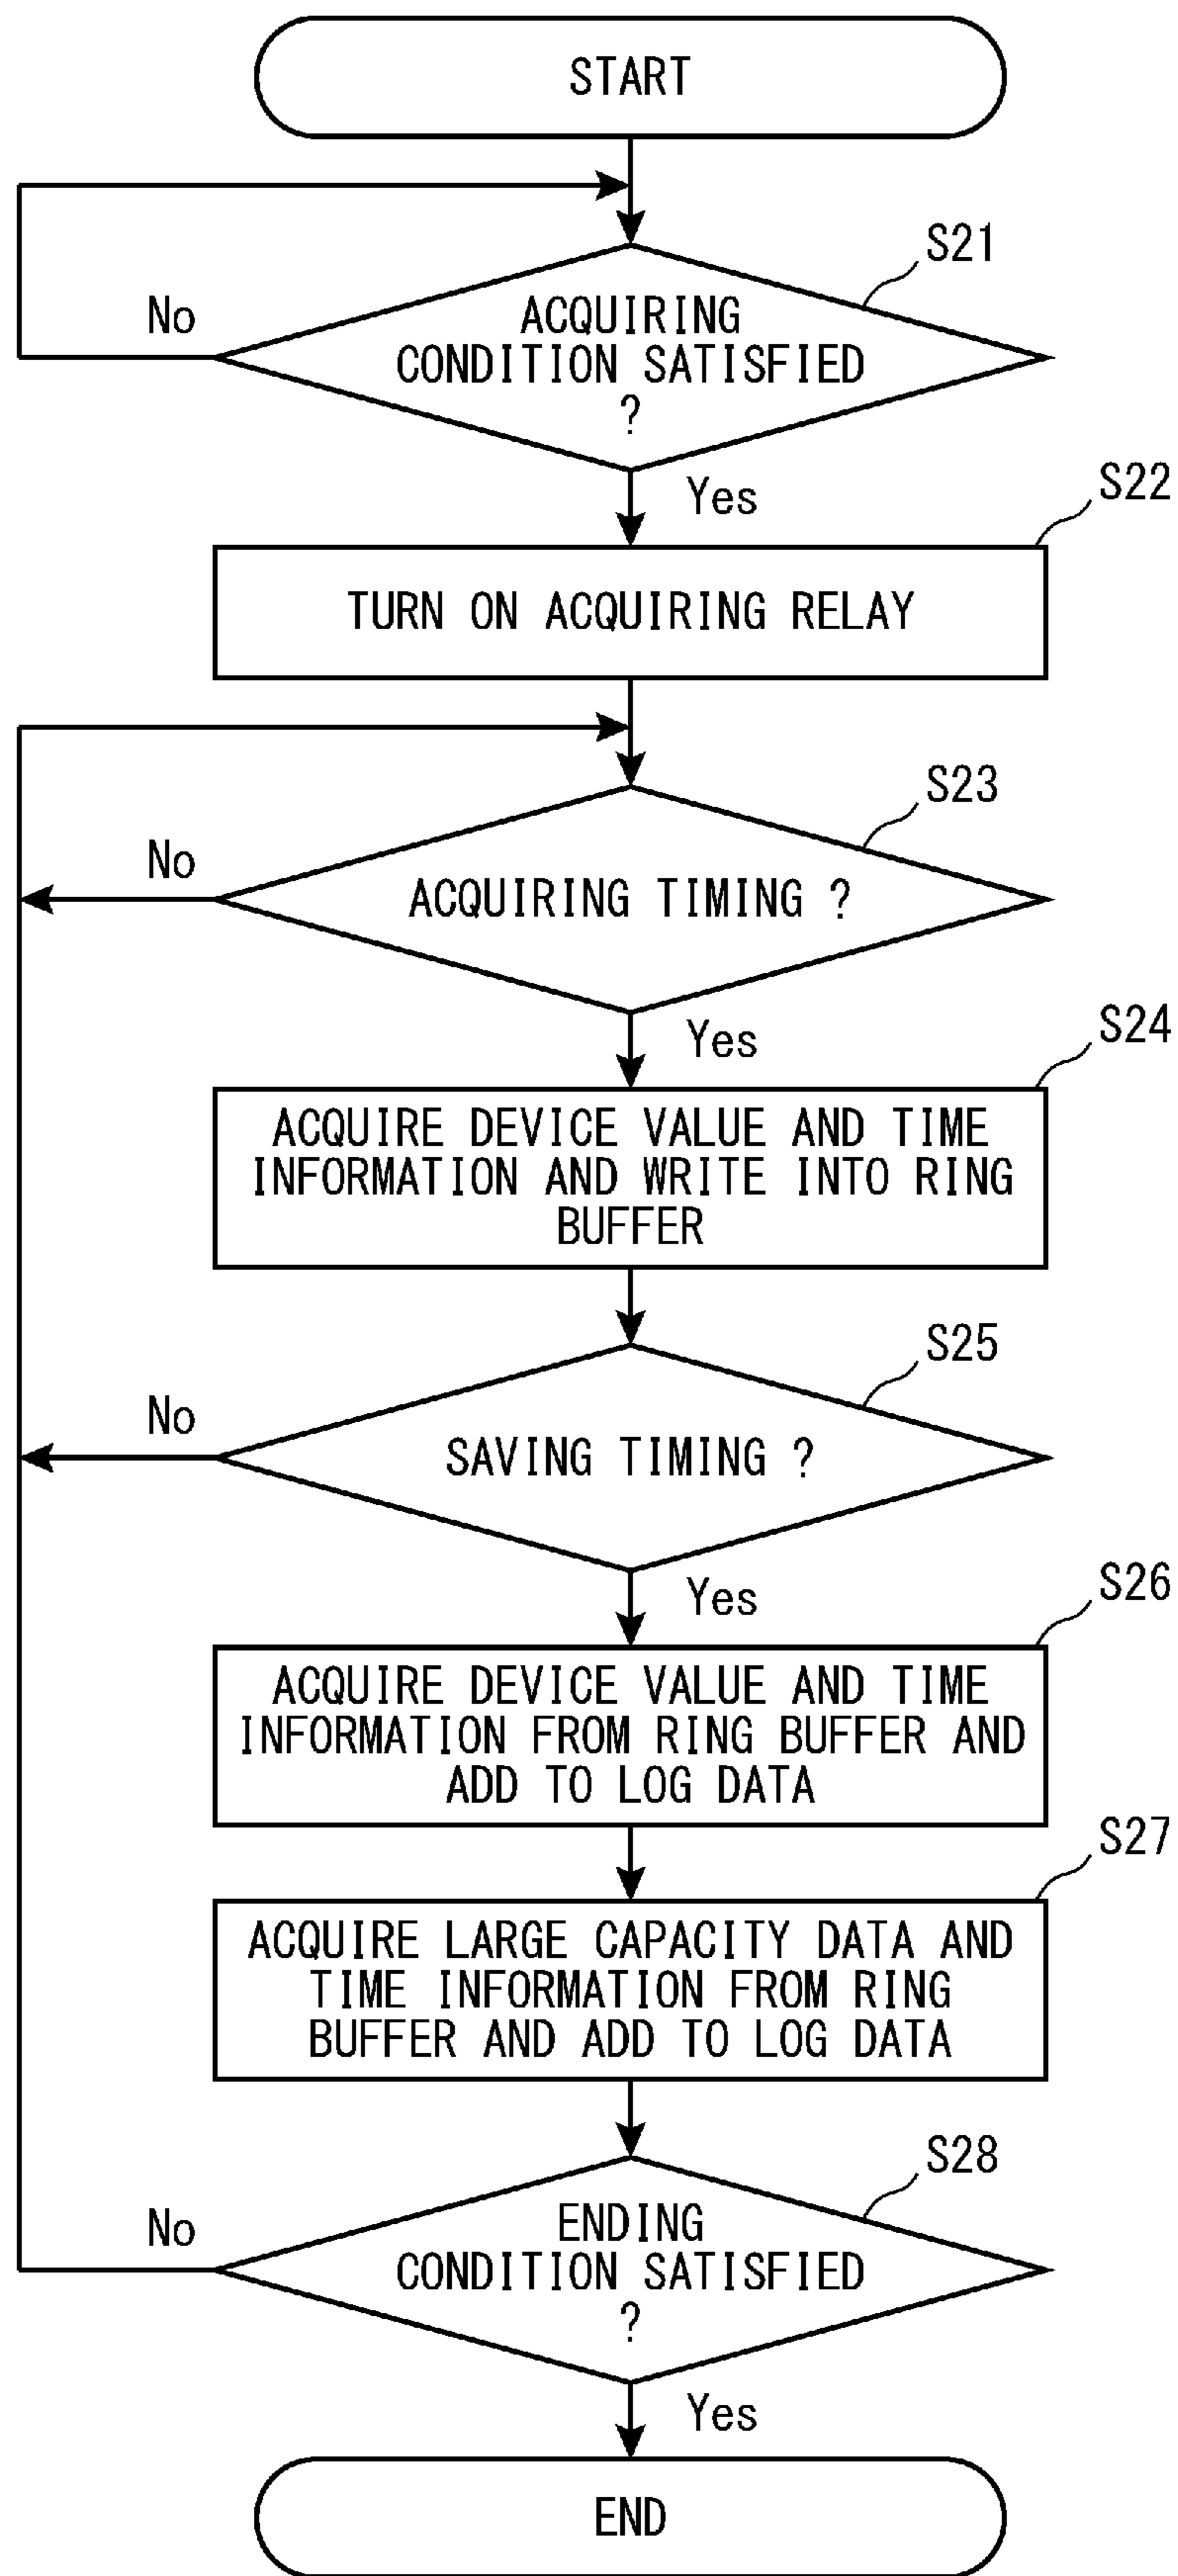 START
S21
No
ACQUIRING
CONDITION SATISFIED
?
Yes
S22
TURN ON ACQUIRING RELAY
S23
No
ACQUIRING TIMING ?
Yes
S24
ACQUIRE DEVICE VALUE AND TIME
INFORMATION AND WRITE INTO RING
BUFFER
S25
No
SAVING TIMING ?
Yes
S26
ACQUIRE DEVICE VALUE AND TIME
INFORMATION FROM RING BUFFER AND
ADD TO LOG DATA
S27
ACQUIRE LARGE CAPACITY DATA AND
TIME INFORMATION FROM RING
BUFFER AND ADD TO LOG DATA
S28
No
ENDING
CONDITION SATISFIED
?
Yes
END